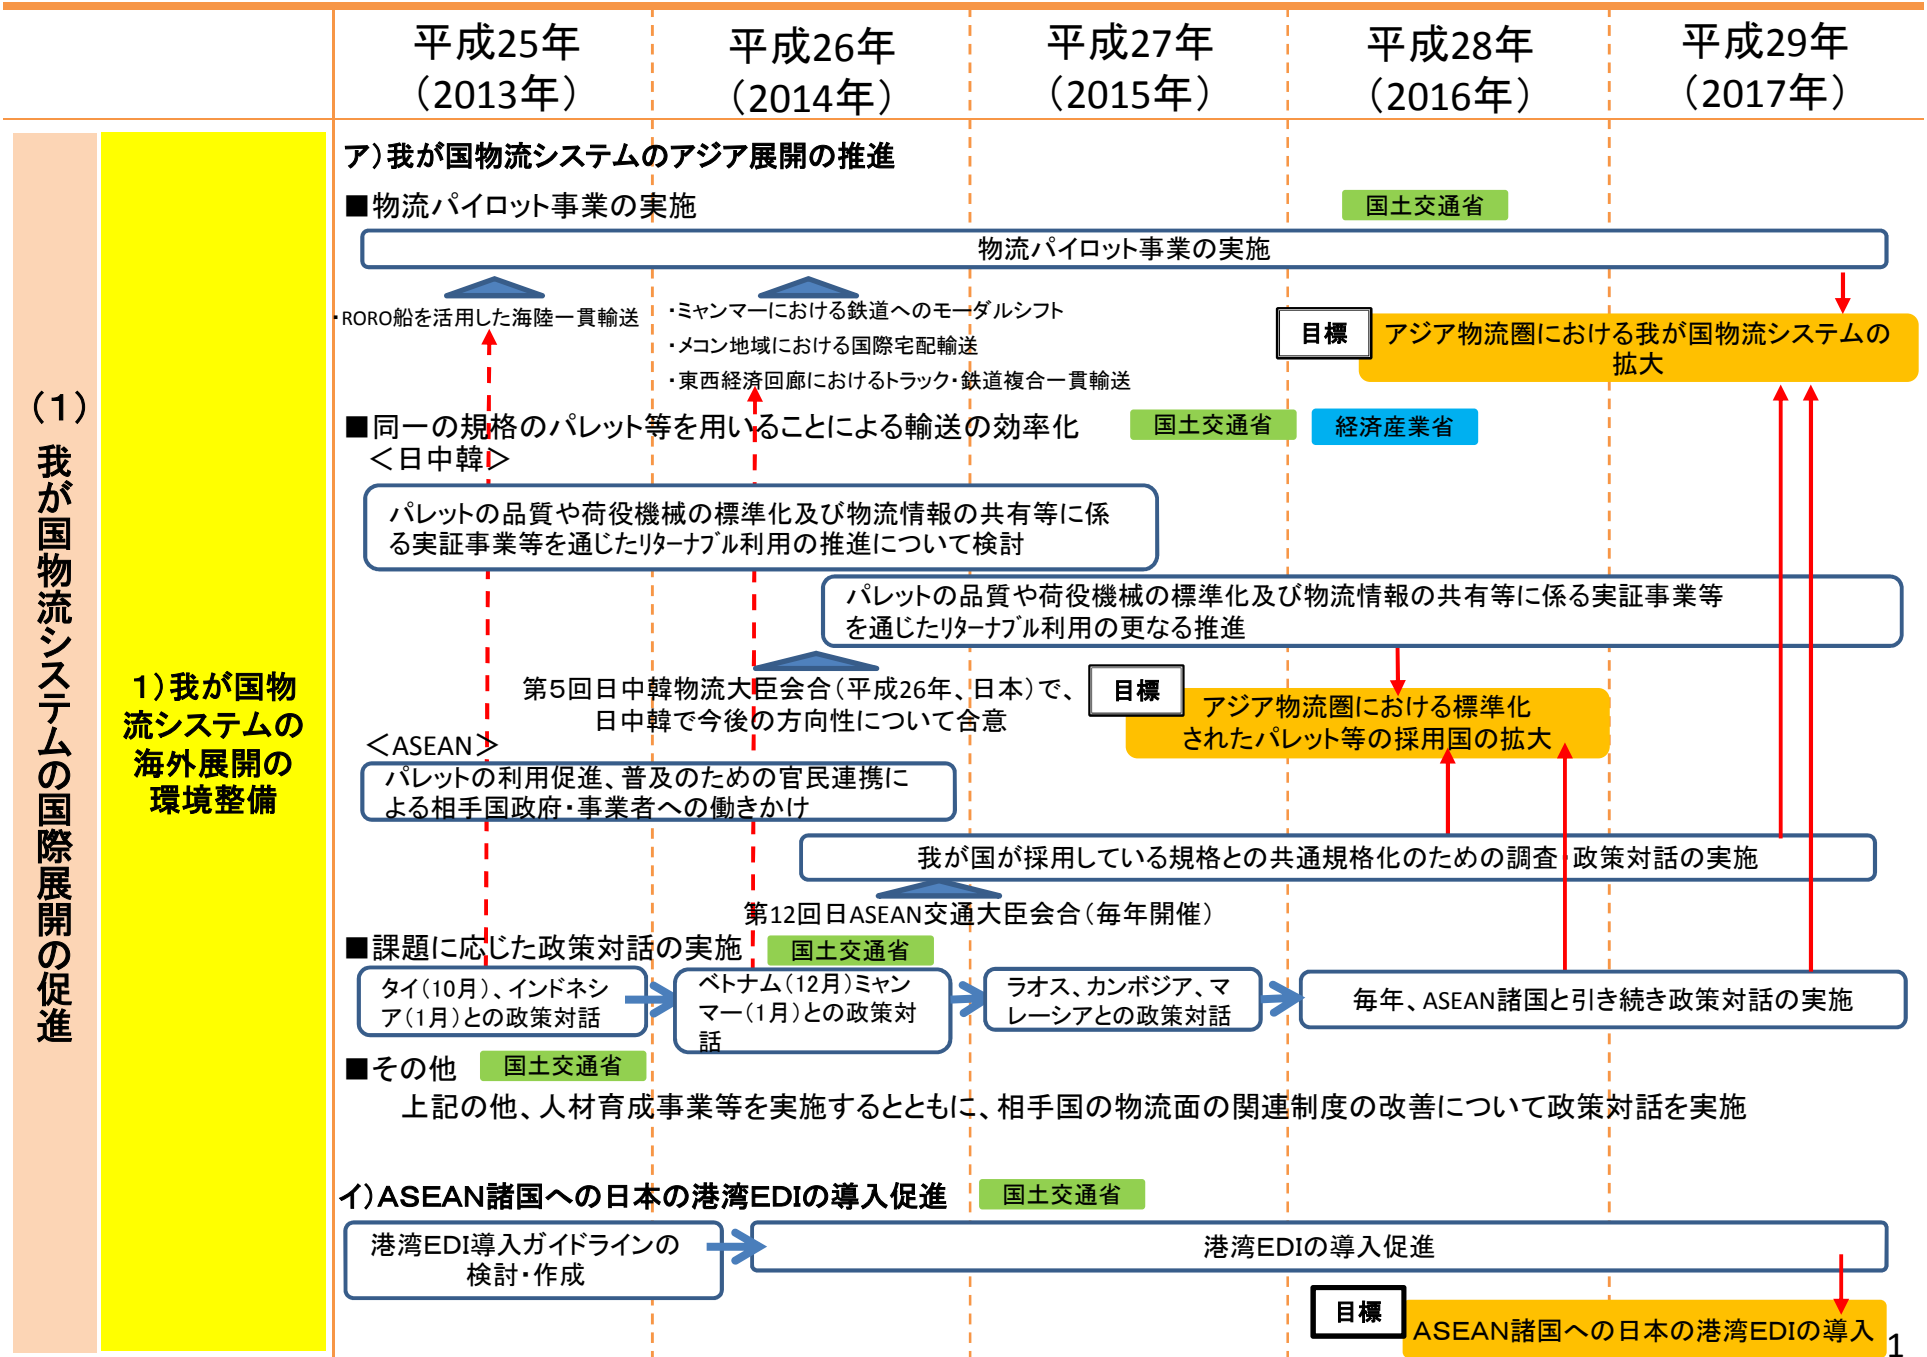 平成25年
（2013年）
平成26年
（2014年）
平成27年
（2015年）
平成28年
（2016年）
平成29年
（2017年）
（1）我が国物流システムの国際展開の促進
1）我が国物
流システムの
海外展開の
環境整備
ア）我が国物流システムのアジア展開の推進
■物流パイロット事業の実施
国土交通省
物流パイロット事業の実施
・RORO船を活用した海陸一貫輸送
・ミャンマーにおける鉄道へのモーダルシフト
・メコン地域における国際宅配輸送
・東西経済回廊におけるトラック・鉄道複合一貫輸送
目標
アジア物流圏における我が国物流システムの
拡大
■同一の規格のパレット等を用いることによる輸送の効率化
国土交通省
経済産業省
＜日中韓＞
パレットの品質や荷役機械の標準化及び物流情報の共有等に係
る実証事業等を通じたリターナブル利用の推進について検討
パレットの品質や荷役機械の標準化及び物流情報の共有等に係る実証事業等
を通じたリターナブル利用の更なる推進
第5回日中韓物流大臣会合（平成26年、日本）で、
日中韓で今後の方向性について合意
目標
アジア物流圏における標準化
されたパレット等の採用国の拡大
＜ASEAN＞
パレットの利用促進、普及のための官民連携に
よる相手国政府・事業者への働きかけ
我が国が採用している規格との共通規格化のための調査・政策対話の実施
第12回日ASEAN交通大臣会合（毎年開催）
■課題に応じた政策対話の実施
国土交通省
タイ（10月）、インドネシ
ア（1月）との政策対話
ベトナム（12月）ミャン
マー（1月）との政策対
話
ラオス、カンボジア、マ
レーシアとの政策対話
毎年、ASEAN諸国と引き続き政策対話の実施
■その他
国土交通省
上記の他、人材育成事業等を実施するとともに、相手国の物流面の関連制度の改善について政策対話を実施
イ）ASEAN諸国への日本の港湾EDIの導入促進
国土交通省
港湾EDI導入ガイドラインの
検討・作成
港湾EDIの導入促進
目標
ASEAN諸国への日本の港湾EDIの導入
1